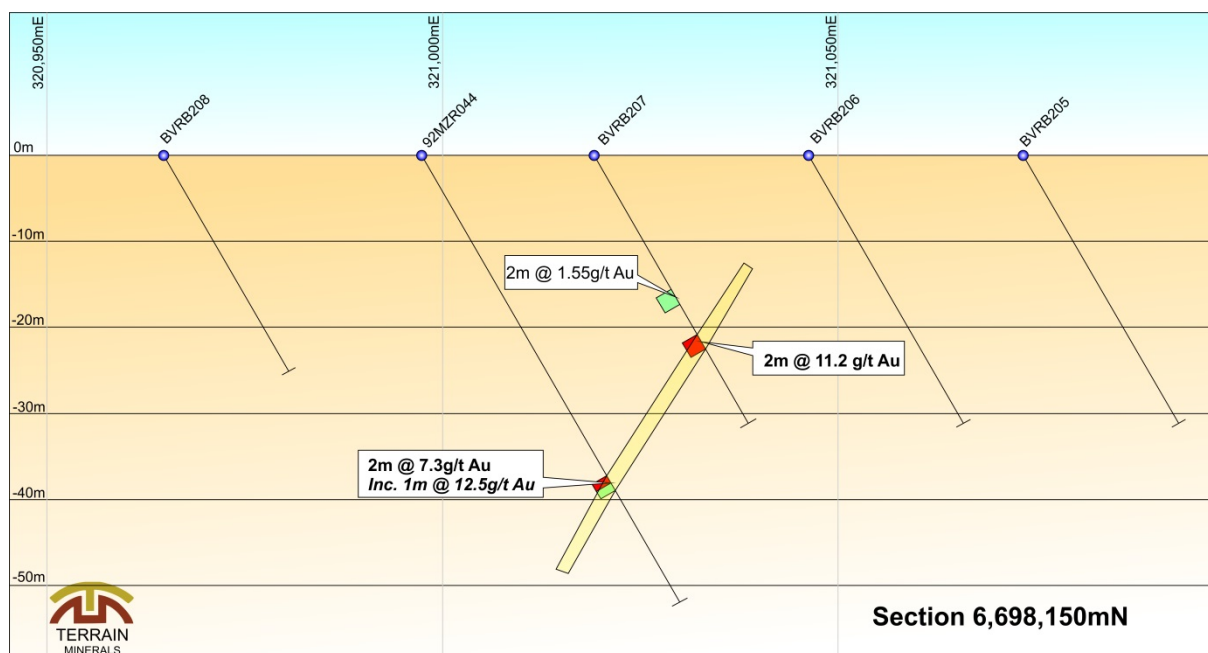 320,950mE
321,000mE
321,050mE
BVRB208
92MZR044
BVRB207
BVRB206
BVRB205
0m
-10m
2m @ 1.55g/t Au
-20m
2m @ 11.2 g/t Au
-30m
2m @ 7.3g/t Au
Inc. 1m @ 12.5g/t Au
-40m
-50m
TERRAIN
MINERALS
Section 6,698,150mN